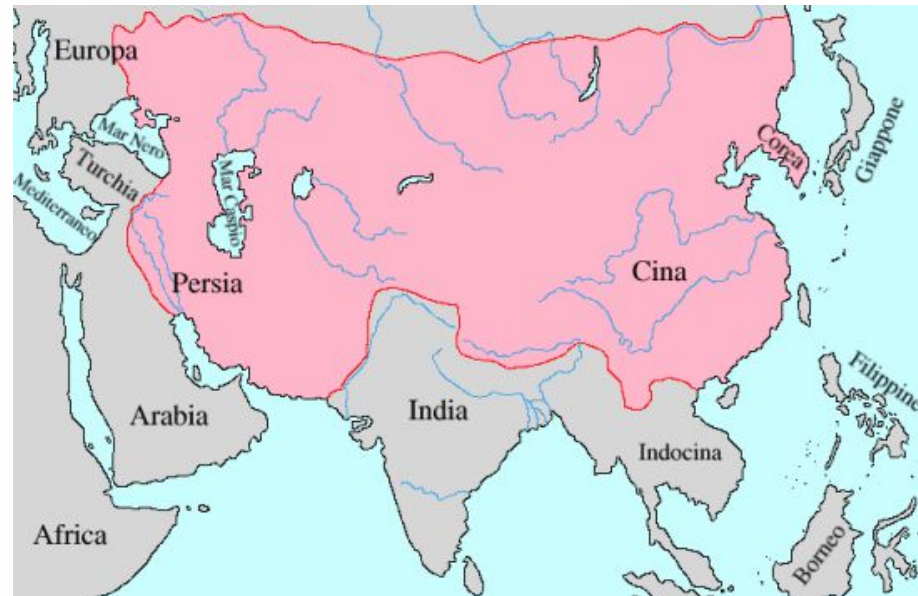 Europa
Mar Nero
Turchia
Mediterraneo
Mar Caspio
Corea
Giappone
Persia
Cina
Arabia
India
Filippine
Indocina
Africa
Borneo